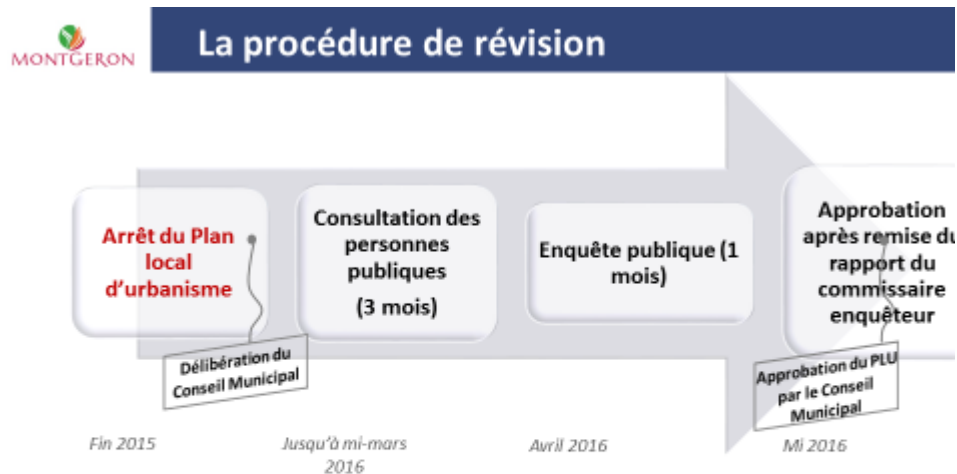 MONTGERON
La procédure de révision
Arrêt du Plan
local
d'urbanisme
Délibération du
Conseil Municipal
Consultation des
personnes
publiques
(3 mois)
Enquête publique (1
mois)
Approbation
après remise du
rapport du
commissaire
enquêteur
Approbation du PLU
par le Conseil
Municipal
Fin 2015
Jusqu'à mi-mars
2016
Avril 2016
Mi 2016